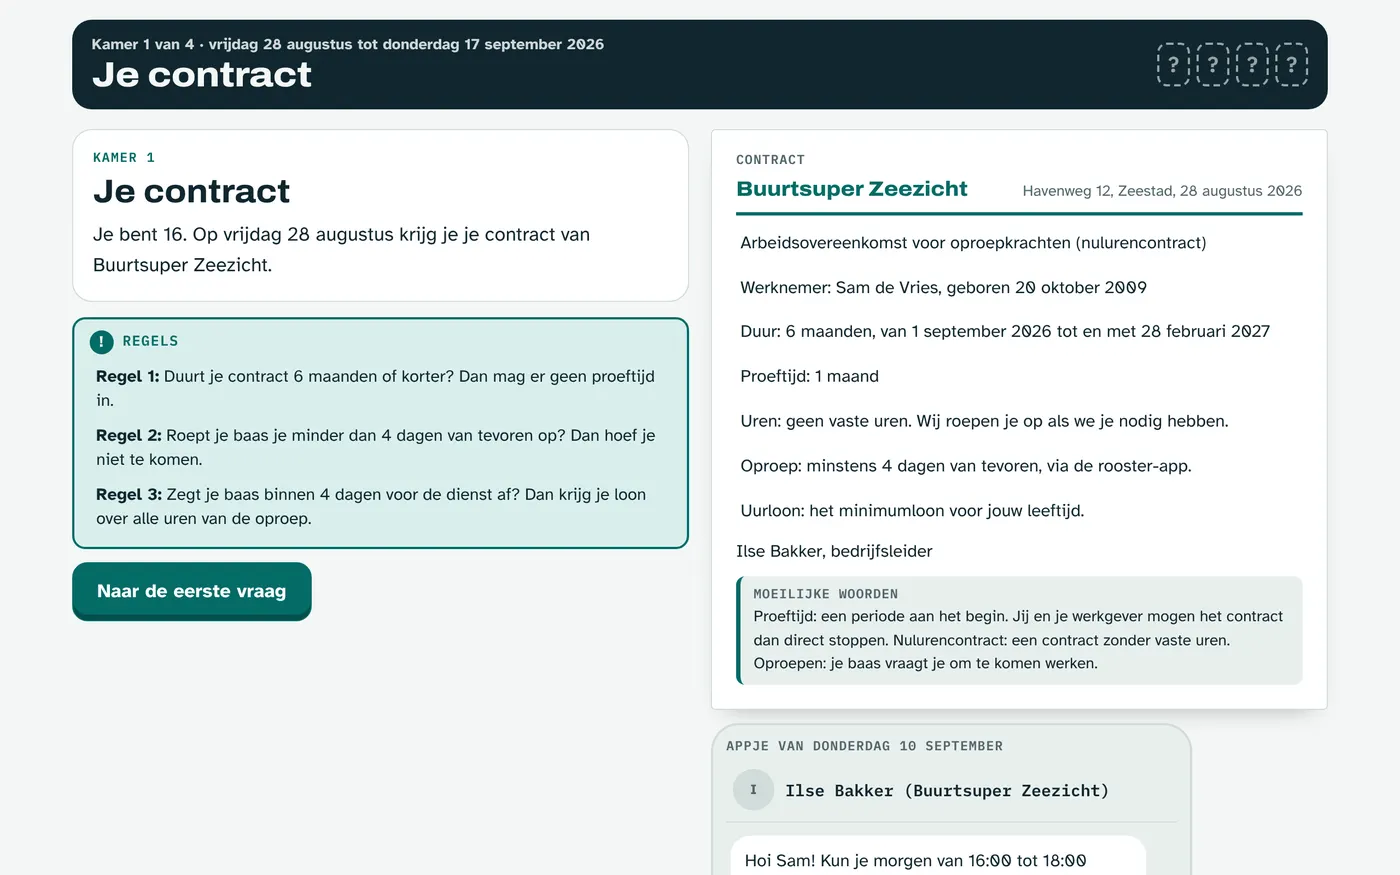 Kamer 1 van 4 · vrijdag 28 augustus tot donderdag 17 september 2026
Je contract
? ? ? ?
KAMER 1
Je contract
Je bent 16. Op vrijdag 28 augustus krijg je je contract van
Buurtsuper Zeezicht.
! REGELS
Regel 1: Duurt je contract 6 maanden of korter? Dan mag er geen proeftijd
in.
Regel 2: Roept je baas je minder dan 4 dagen van tevoren op? Dan hoef je
niet te komen.
Regel 3: Zegt je baas binnen 4 dagen voor de dienst af? Dan krijg je loon
over alle uren van de oproep.
Naar de eerste vraag
CONTRACT
Buurtsuper Zeezicht
Havenweg 12, Zeestad, 28 augustus 2026
Arbeidsovereenkomst voor oproepkrachten (nulurencontract)
Werknemer: Sam de Vries, geboren 20 oktober 2009
Duur: 6 maanden, van 1 september 2026 tot en met 28 februari 2027
Proeftijd: 1 maand
Uren: geen vaste uren. Wij roepen je op als we je nodig hebben.
Oproep: minstens 4 dagen van tevoren, via de rooster-app.
Uurloon: het minimumloon voor jouw leeftijd.
Ilse Bakker, bedrijfsleider
MOEILIJKE WOORDEN
Proeftijd: een periode aan het begin. Jij en je werkgever mogen het contract
dan direct stoppen. Nulurencontract: een contract zonder vaste uren.
Oproepen: je baas vraagt je om te komen werken.
APPJE VAN DONDERDAG 10 SEPTEMBER
I
Ilse Bakker (Buurtsuper Zeezicht)
Hoi Sam! Kun je morgen van 16:00 tot 18:00